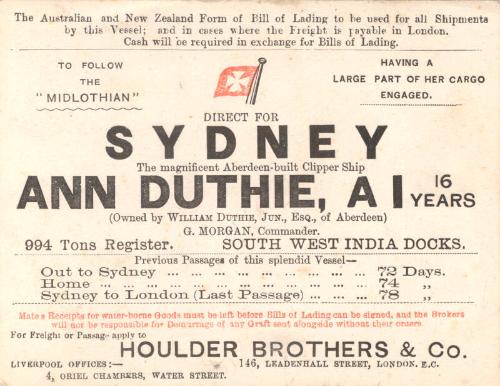 The Australian and New Zealand Form of Bill of Lading to be used for all Shipments
by this Vessel; and in cases where the Freight is payable in London.
Cash will be required in exchange for Bills of Lading.
TO FOLLOW
THE
"MIDLOTHIAN"
HAVING A
LARGE PART OF HER CARGO
ENGAGED.
DIRECT FOR
SYDNEY
The magnificent Aberdeen-built Clipper Ship
ANN DUTHIE, A I 16 YEARS
(Owned by WILLIAM DUTHIE, JUN., ESQ., of Aberdeen)
G. MORGAN, Commander.
994 Tons Register. SOUTH WEST INDIA DOCKS.
Previous Passages of this splendid Vessel—
Out to Sydney ... ... ... ... ... ... 72 Days.
Home ... ... ... ... ... ... ... ... 74 „
Sydney to London (Last Passage) ... ... ... 78 „
Mates Receipts for water-borne Goods must be left before Bills of Lading can be signed, and the Brokers
will not be responsible for Demurrage of any Craft sent alongside without their orders
For Freight or Passage apply to
HOULDER BROTHERS & Co.
LIVERPOOL OFFICES:— 146, LEADENHALL STREET, LONDON. E.C.
4, ORIEL CHAMBERS, WATER STREET.